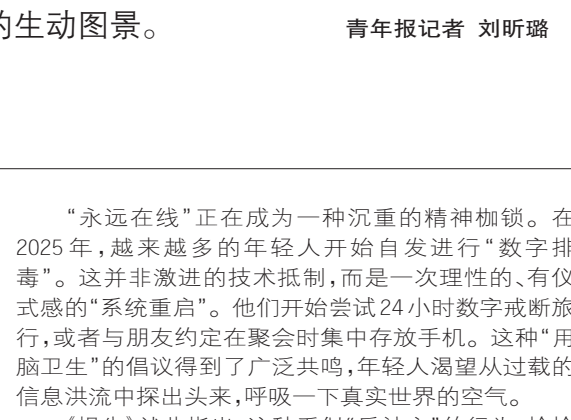 的生动图景。 青年报记者 刘昕璐
“永远在线”正在成为一种沉重的精神枷锁。在
2025年,越来越多的年轻人开始自发进行“数字排
毒”。这并非激进的技术抵制,而是一次理性的、有仪
式感的“系统重启”。他们开始尝试24小时数字戒断旅
行,或者与朋友约定在聚会时集中存放手机。这种“用
脑卫生”的倡议得到了广泛共鸣,年轻人渴望从过载的
信息洪流中探出头来,呼吸一下真实世界的空气。